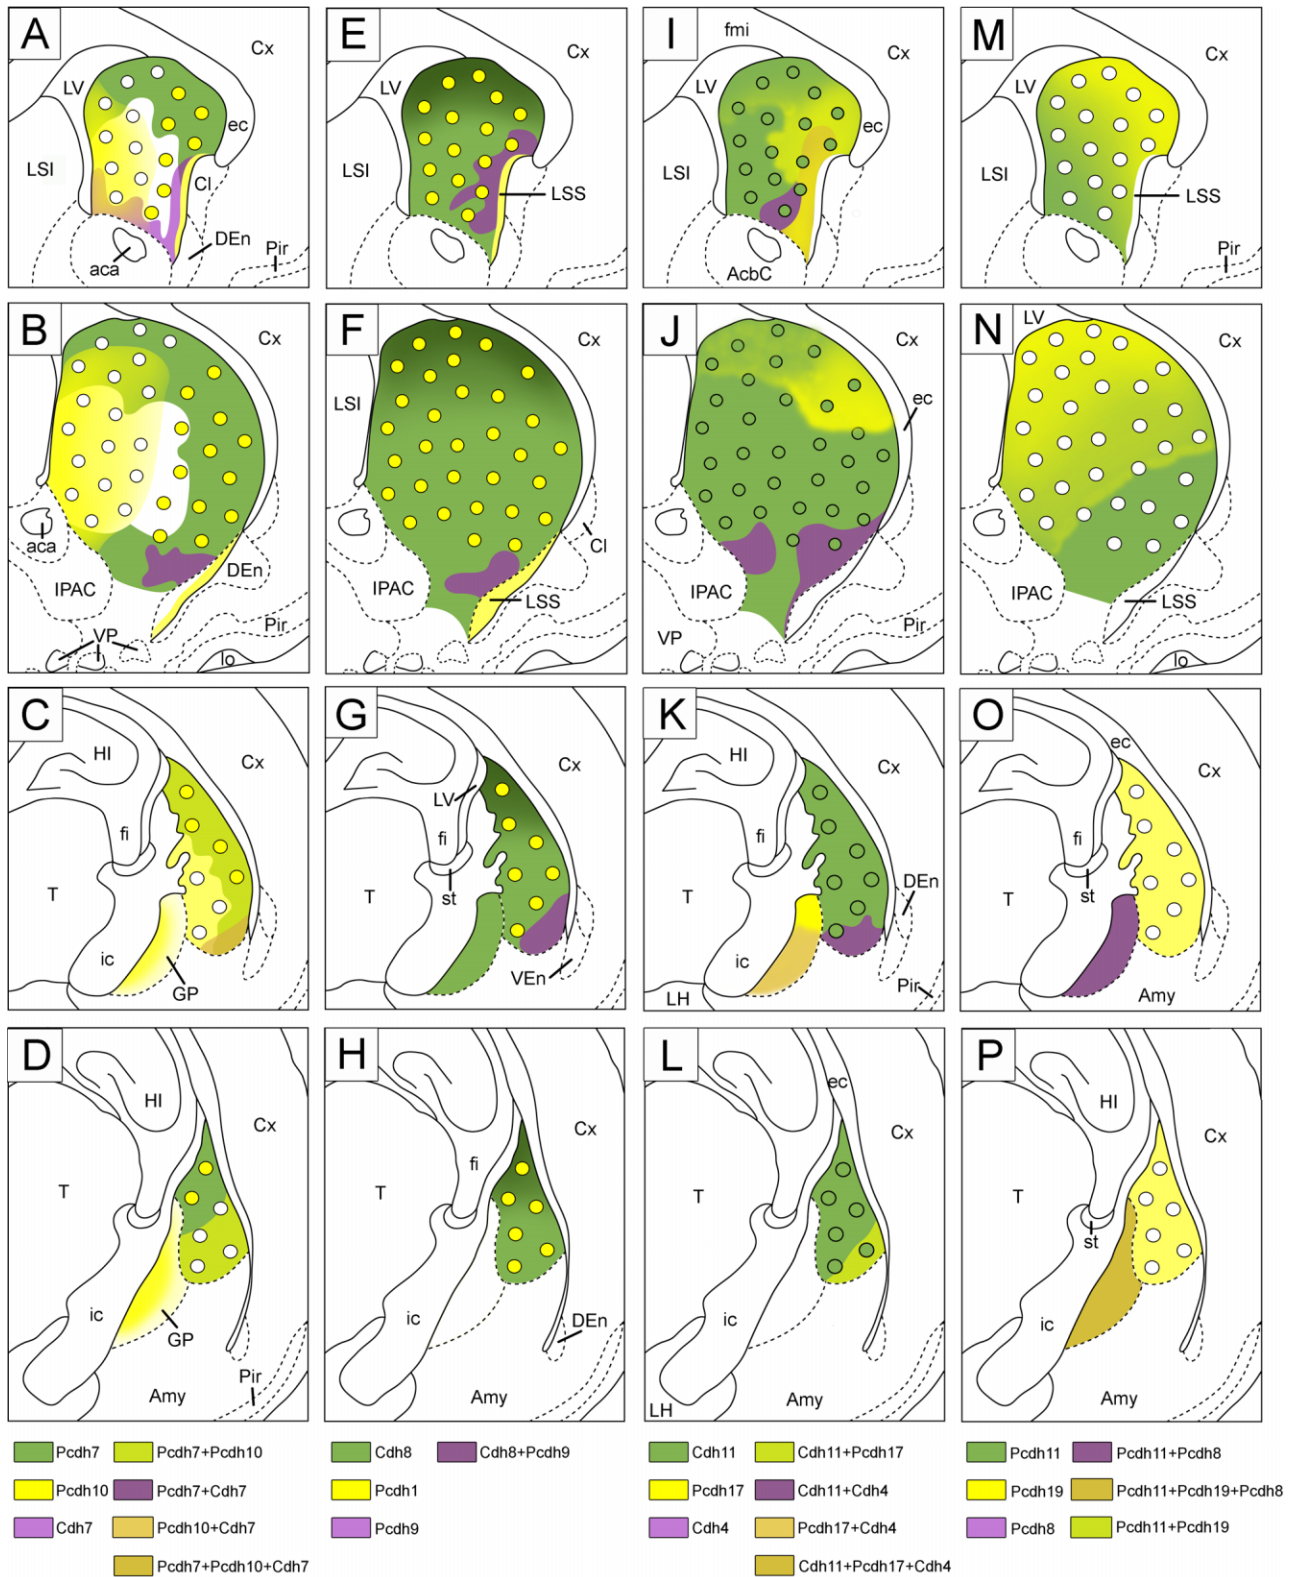 A
Cx
LV
ec
LSI
Cl
DEn
Pir
aca
E
Cx
LV
LSI
LSS
I
fmi
Cx
LV
ec
LSI
AcbC
M
Cx
LV
LSI
LSS
Pir
B
Cx
aca
DEn
IPAC
Pir
VP
lo
F
Cx
LSI
Cl
IPAC
LSS
J
Cx
ec
IPAC
VP
Pir
N
LV
Cx
IPAC
LSS
lo
C
HI
Cx
fi
T
ic
GP
G
Cx
LV
fi
T
st
ic
VEn
K
HI
Cx
fi
T
DEn
ic
LH
Pir
O
ec
Cx
fi
T
st
ic
Amy
D
HI
Cx
T
ic
GP
Pir
Amy
H
Cx
fi
T
ic
DEn
Amy
L
ec
Cx
T
ic
Amy
LH
P
HI
Cx
T
st
ic
Amy
Pcdh7 Pcdh7+Pcdh10
Pcdh10 Pcdh7+Cdh7
Cdh7 Pcdh10+Cdh7
Pcdh7+Pcdh10+Cdh7
Cdh8 Cdh8+Pcdh9
Pcdh1
Pcdh9
Cdh11 Cdh11+Pcdh17
Pcdh17 Cdh11+Cdh4
Cdh4 Pcdh17+Cdh4
Cdh11+Pcdh17+Cdh4
Pcdh11 Pcdh11+Pcdh8
Pcdh19 Pcdh11+Pcdh19+Pcdh8
Pcdh8 Pcdh11+Pcdh19